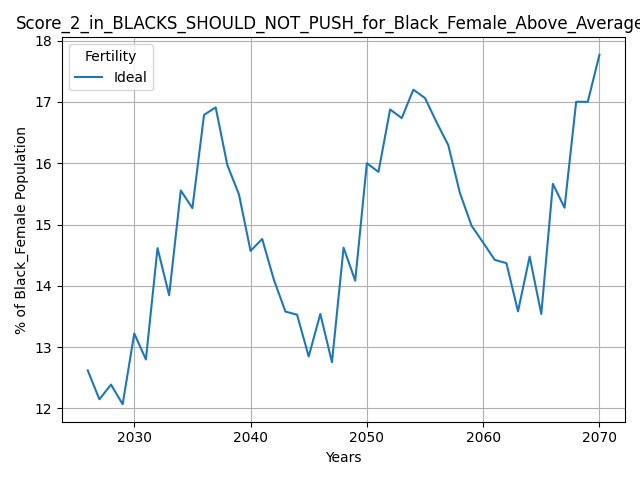 Score_2_in_BLACKS_SHOULD_NOT_PUSH_for_Black_Female_Above_Average
18
17
16
15
14
13
12
% of Black_Female Population
Fertility
Ideal
2030 2040 2050 2060 2070
Years